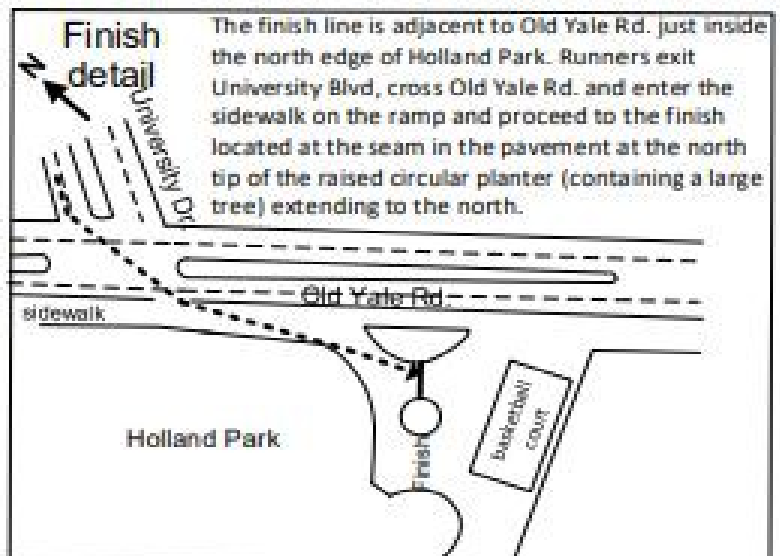 Finish
detail
N
The finish line is adjacent to Old Yale Rd. just inside
the north edge of Holland Park. Runners exit
University Blvd, cross Old Yale Rd. and enter the
sidewalk on the ramp and proceed to the finish
located at the seam in the pavement at the north
tip of the raised circular planter (containing a large
tree) extending to the north.
University Dr.
Old Yale Rd.
sidewalk
Holland Park
Finish
basketball
court